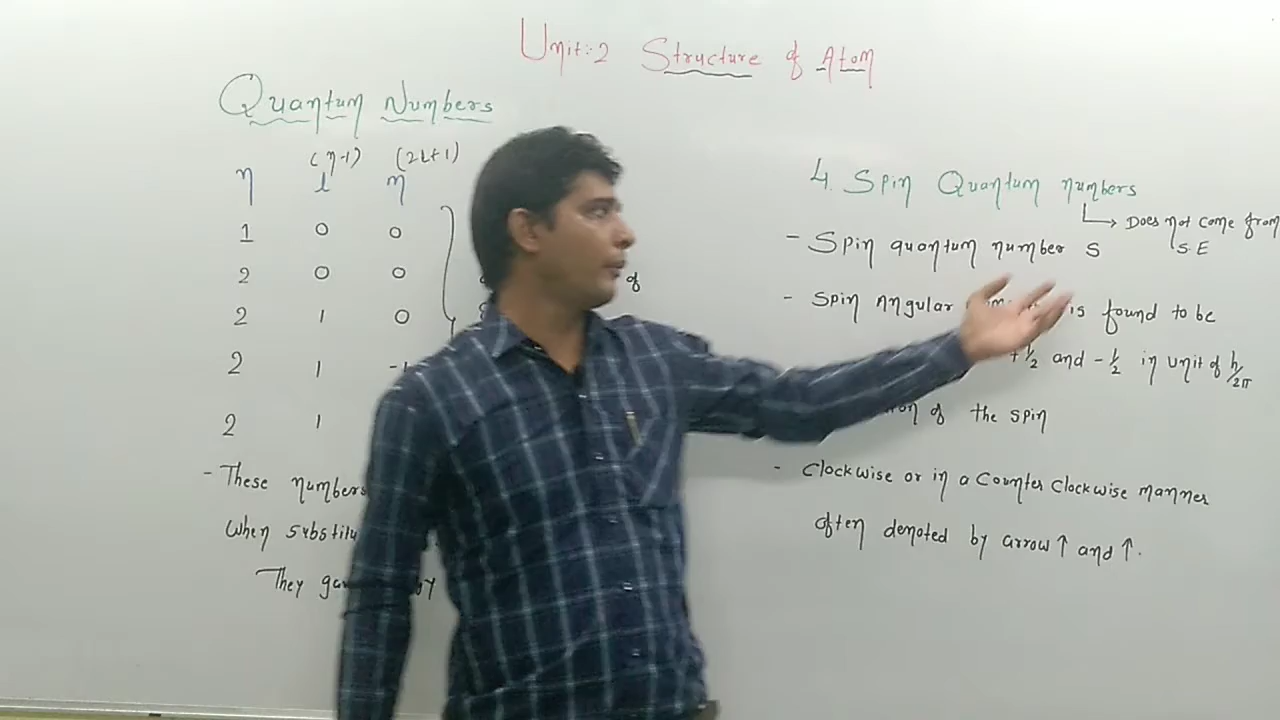 Unit:-2 Structure of Atom
Quantum Numbers
(n-1) (2l+1)
n l m
1 0 0
2 0 0
2 1 0
2 1 -1
2 1
- These numbers
When substitu
They ga by
of
4. Spin Quantum numbers
→ Does not come from
S E
- Spin quantum number s
- Spin Angular is found to be
+1/2 and -1/2 in unit of h/2π
of the spin
- Clockwise or in a Counter Clockwise manner
often denoted by arrow ↑ and ↑.